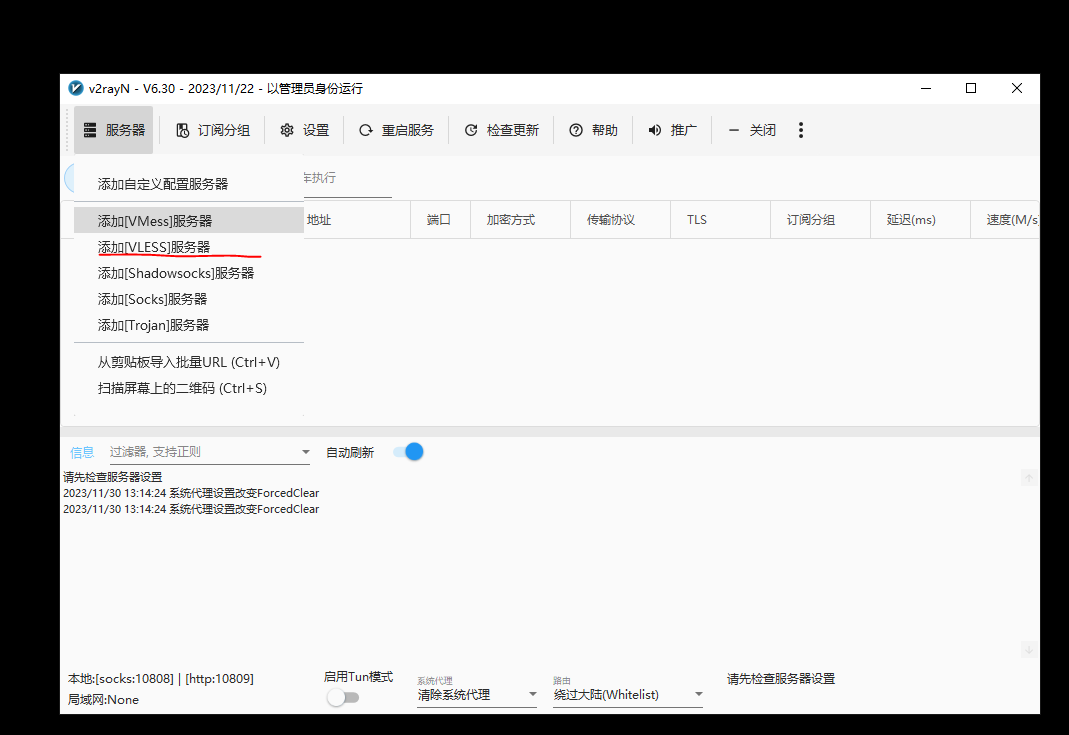 v2rayN - V6.30 - 2023/11/22 - 以管理员身份运行
服务器 订阅分组 设置 重启服务 检查更新 帮助 推广 关闭
添加自定义配置服务器
车执行
添加[VMess]服务器
地址 端口 加密方式 传输协议 TLS 订阅分组 延迟(ms) 速度(M/s)
添加[VLESS]服务器
添加[Shadowsocks]服务器
添加[Socks]服务器
添加[Trojan]服务器
从剪贴板导入批量URL (Ctrl+V)
扫描屏幕上的二维码 (Ctrl+S)
信息 过滤器, 支持正则 自动刷新
请先检查服务器设置
2023/11/30 13:14:24 系统代理设置改变ForcedClear
2023/11/30 13:14:24 系统代理设置改变ForcedClear
本地:[socks:10808] | [http:10809]
局域网:None
启用Tun模式
系统代理
清除系统代理
路由
绕过大陆(Whitelist)
请先检查服务器设置